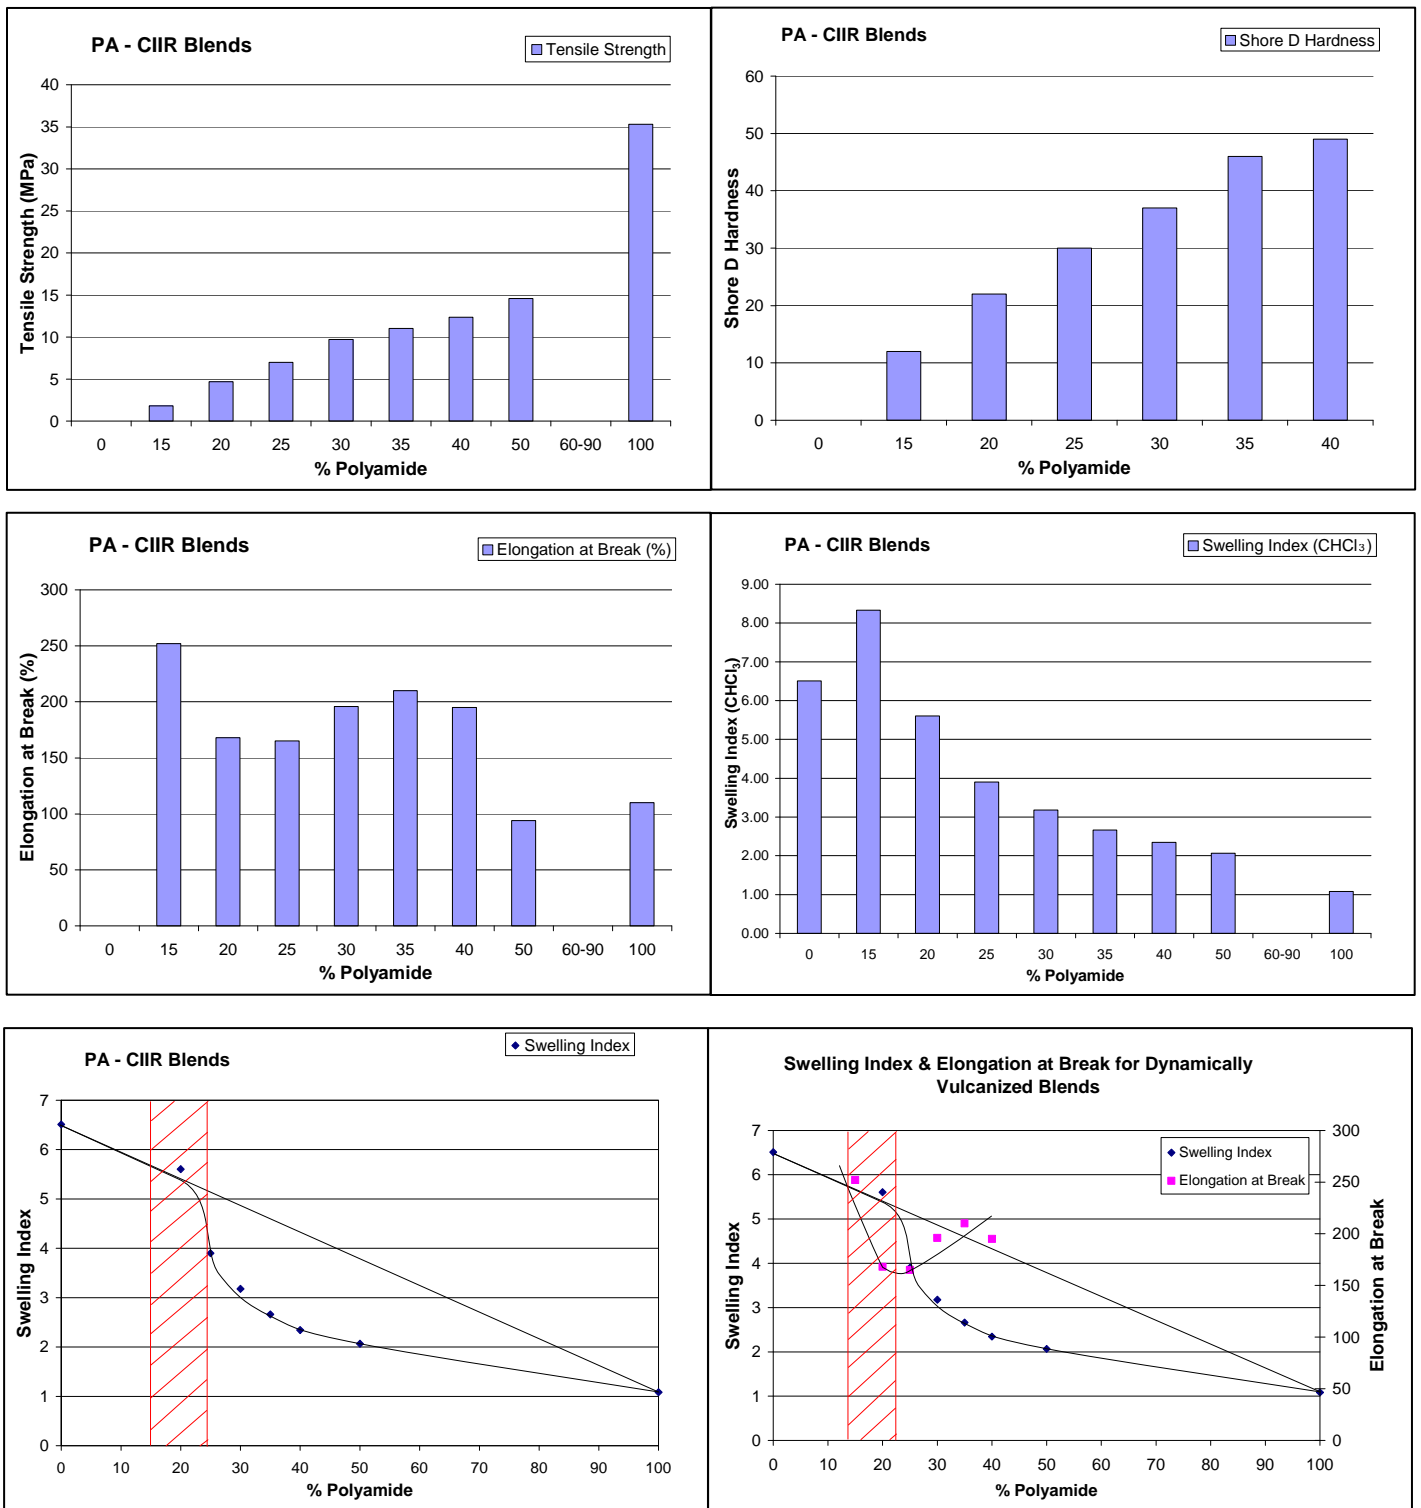 PA - CIIR Blends
Tensile Strength
40
35
30
25
20
15
10
5
0
Tensile Strength (MPa)
0 15 20 25 30 35 40 50 60-90 100
% Polyamide
PA - CIIR Blends
Shore D Hardness
60
50
40
30
20
10
0
Shore D Hardness
0 15 20 25 30 35 40
% Polyamide
PA - CIIR Blends
Elongation at Break (%)
300
250
200
150
100
50
0
Elongation at Break (%)
0 15 20 25 30 35 40 50 60-90 100
% Polyamide
PA - CIIR Blends
Swelling Index (CHCl₃)
9.00
8.00
7.00
6.00
5.00
4.00
3.00
2.00
1.00
0.00
Swelling Index (CHCl₃)
0 15 20 25 30 35 40 50 60-90 100
% Polyamide
PA - CIIR Blends
Swelling Index
7
6
5
4
3
2
1
0
Swelling Index
0 10 20 30 40 50 60 70 80 90 100
% Polyamide
Swelling Index & Elongation at Break for Dynamically
Vulcanized Blends
Swelling Index
Elongation at Break
7
6
5
4
3
2
1
0
Swelling Index
300
250
200
150
100
50
0
Elongation at Break
0 10 20 30 40 50 60 70 80 90 100
% Polyamide